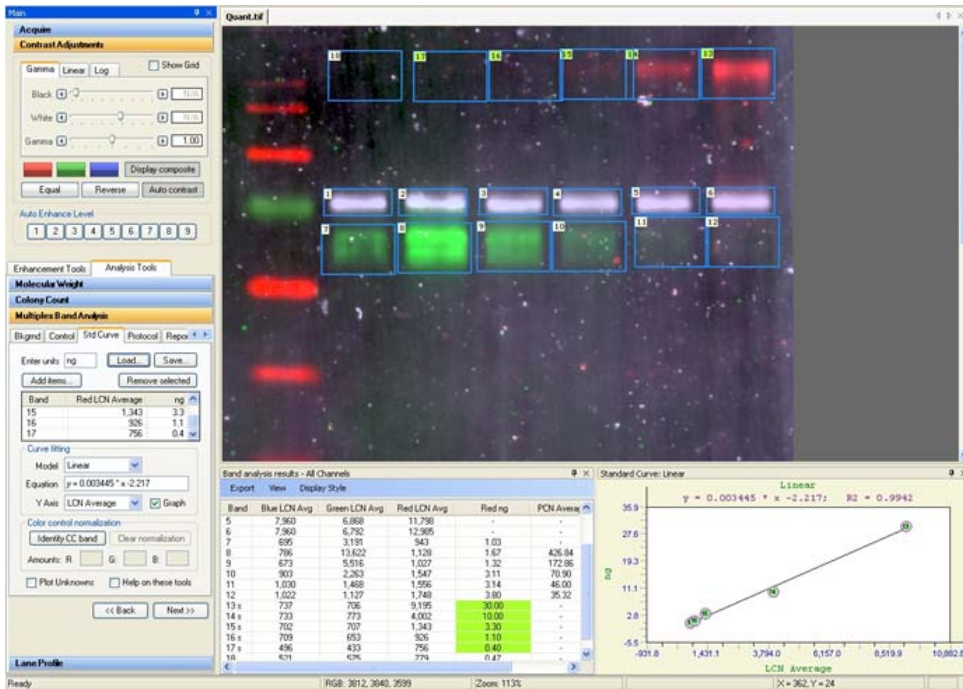 Main
Acquire
Contrast Adjustments
Gamma Linear Log Show Grid
Black N/A
White N/A
Gamma 1.00
Display composite
Equal Reverse Auto contrast
Auto Enhance Level
1 2 3 4 5 6 7 8 9
Enhancement Tools Analysis Tools
Molecular Weight
Colony Count
Multiplex Band Analysis
Bkgrnd Control Std Curve Protocol Repor
Enter units ng Load... Save...
Add items... Remove selected
Band Red LCN Average ng
15 1,343 3.3
16 926 1.1
17 756 0.4
Curve fitting
Model Linear
Equation y = 0.003445 * x -2.217
Y Axis LCN Average Graph
Color control normalization
Identify CC band Clear normalization
Amounts: R G: B:
Plot Unknowns Help on these tools
<< Back Next >>
Lane Profile
Ready
Quant.tif
18 17 16 15 14 13
1 2 3 4 5 6
7 8 9 10 11 12
Band analysis results - All Channels
Export View Display Style
Band Blue LCN Avg Green LCN Avg Red LCN Avg Red ng PCN Averag
5 7,960 6,868 11,798 - -
6 7,960 6,792 12,985 - -
7 695 3,191 943 1.03
8 786 13,622 1,128 1.67 426.84
9 673 5,516 1,027 1.32 172.86
10 903 2,263 1,547 3.11 70.90
11 1,030 1,468 1,556 3.14 46.00
12 1,022 1,127 1,748 3.80 35.32
13 s 737 706 9,195 30.00 -
14 s 733 773 4,002 10.00 -
15 s 702 707 1,343 3.30 -
16 s 709 653 926 1.10 -
17 s 496 433 756 0.40 -
18 521 525 779 0.47
Standard Curve: Linear
Linear
y = 0.003445 * x -2.217; R2 = 0.9942
ng
35.9
27.6
19.3
11.1
2.8
-5.5
-931.8 1,431.1 3,794.0 6,157.0 8,519.9 10,882.8
LCN Average
RGB: 3812, 3840, 3599 Zoom: 113% X = 362, Y = 24